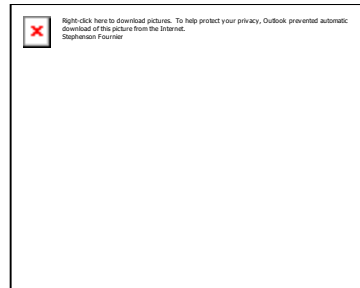 Right-click here to download pictures. To help protect your privacy, Outlook prevented automatic
download of this picture from the Internet.
Stephenson Fournier